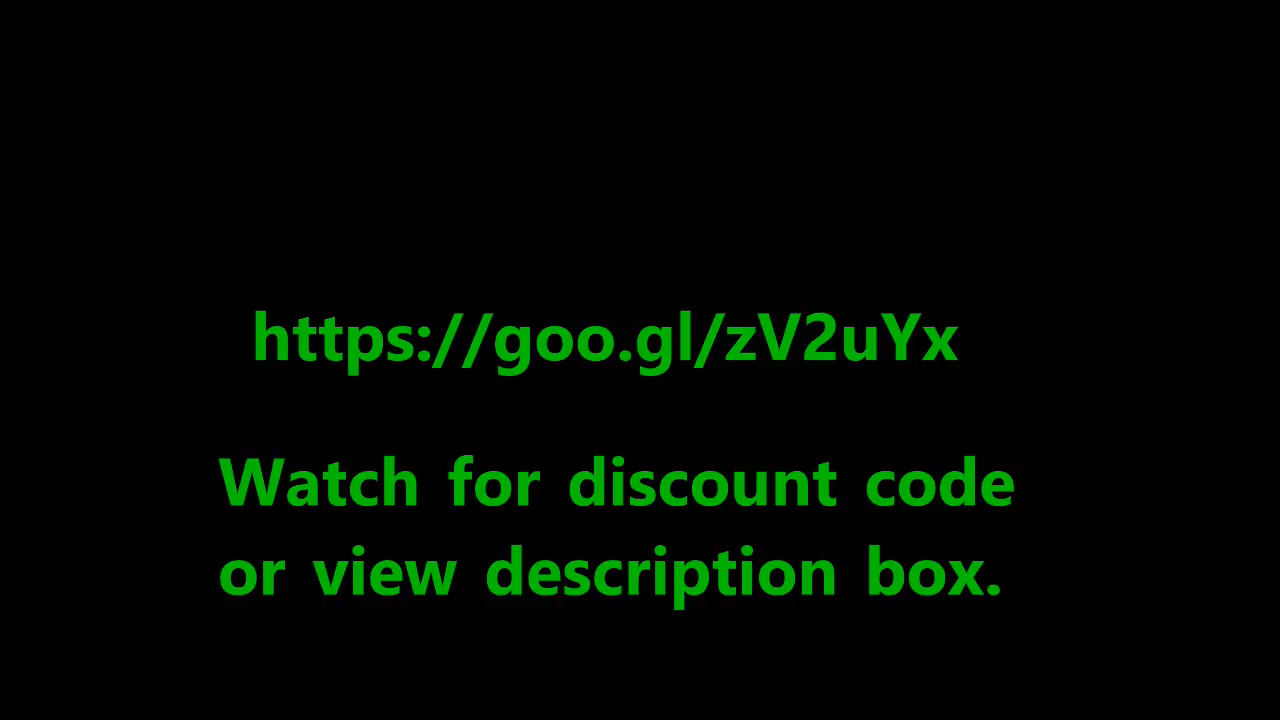 https://goo.gl/zV2uYx
Watch for discount code
or view description box.